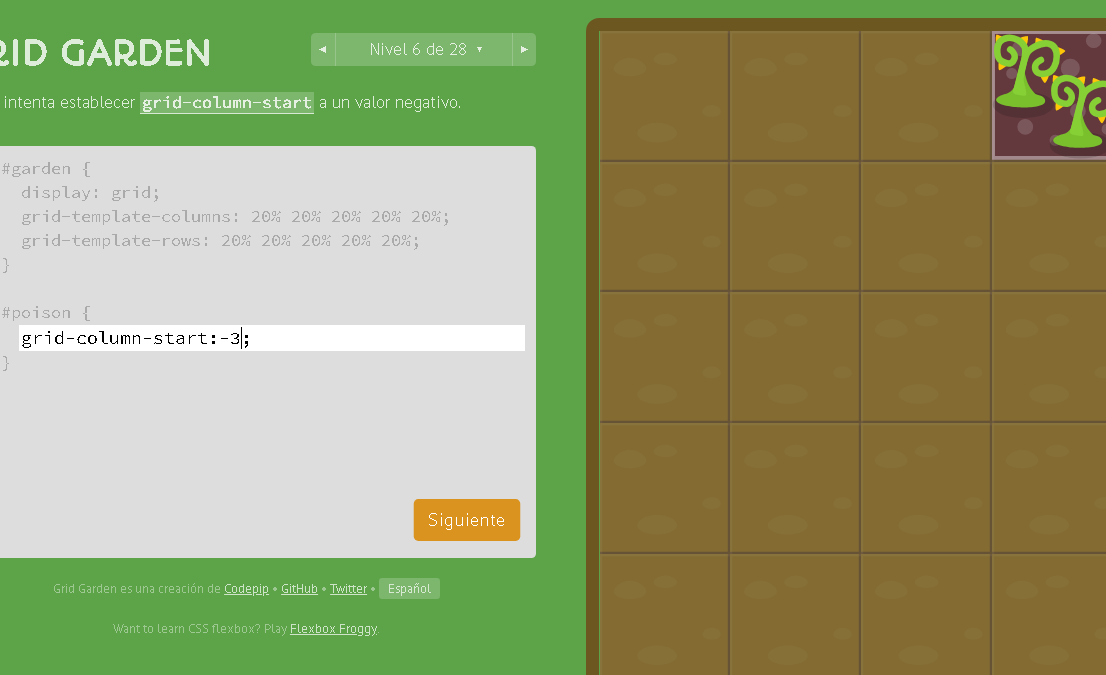 RID GARDEN
◄ Nivel 6 de 28 ▼ ►
intenta establecer grid-column-start a un valor negativo.
#garden {
  display: grid;
  grid-template-columns: 20% 20% 20% 20% 20%;
  grid-template-rows: 20% 20% 20% 20% 20%;
}
#poison {
  grid-column-start:-3;
}
Siguiente
Grid Garden es una creación de Codepip • GitHub • Twitter • Español
Want to learn CSS flexbox? Play Flexbox Froggy.